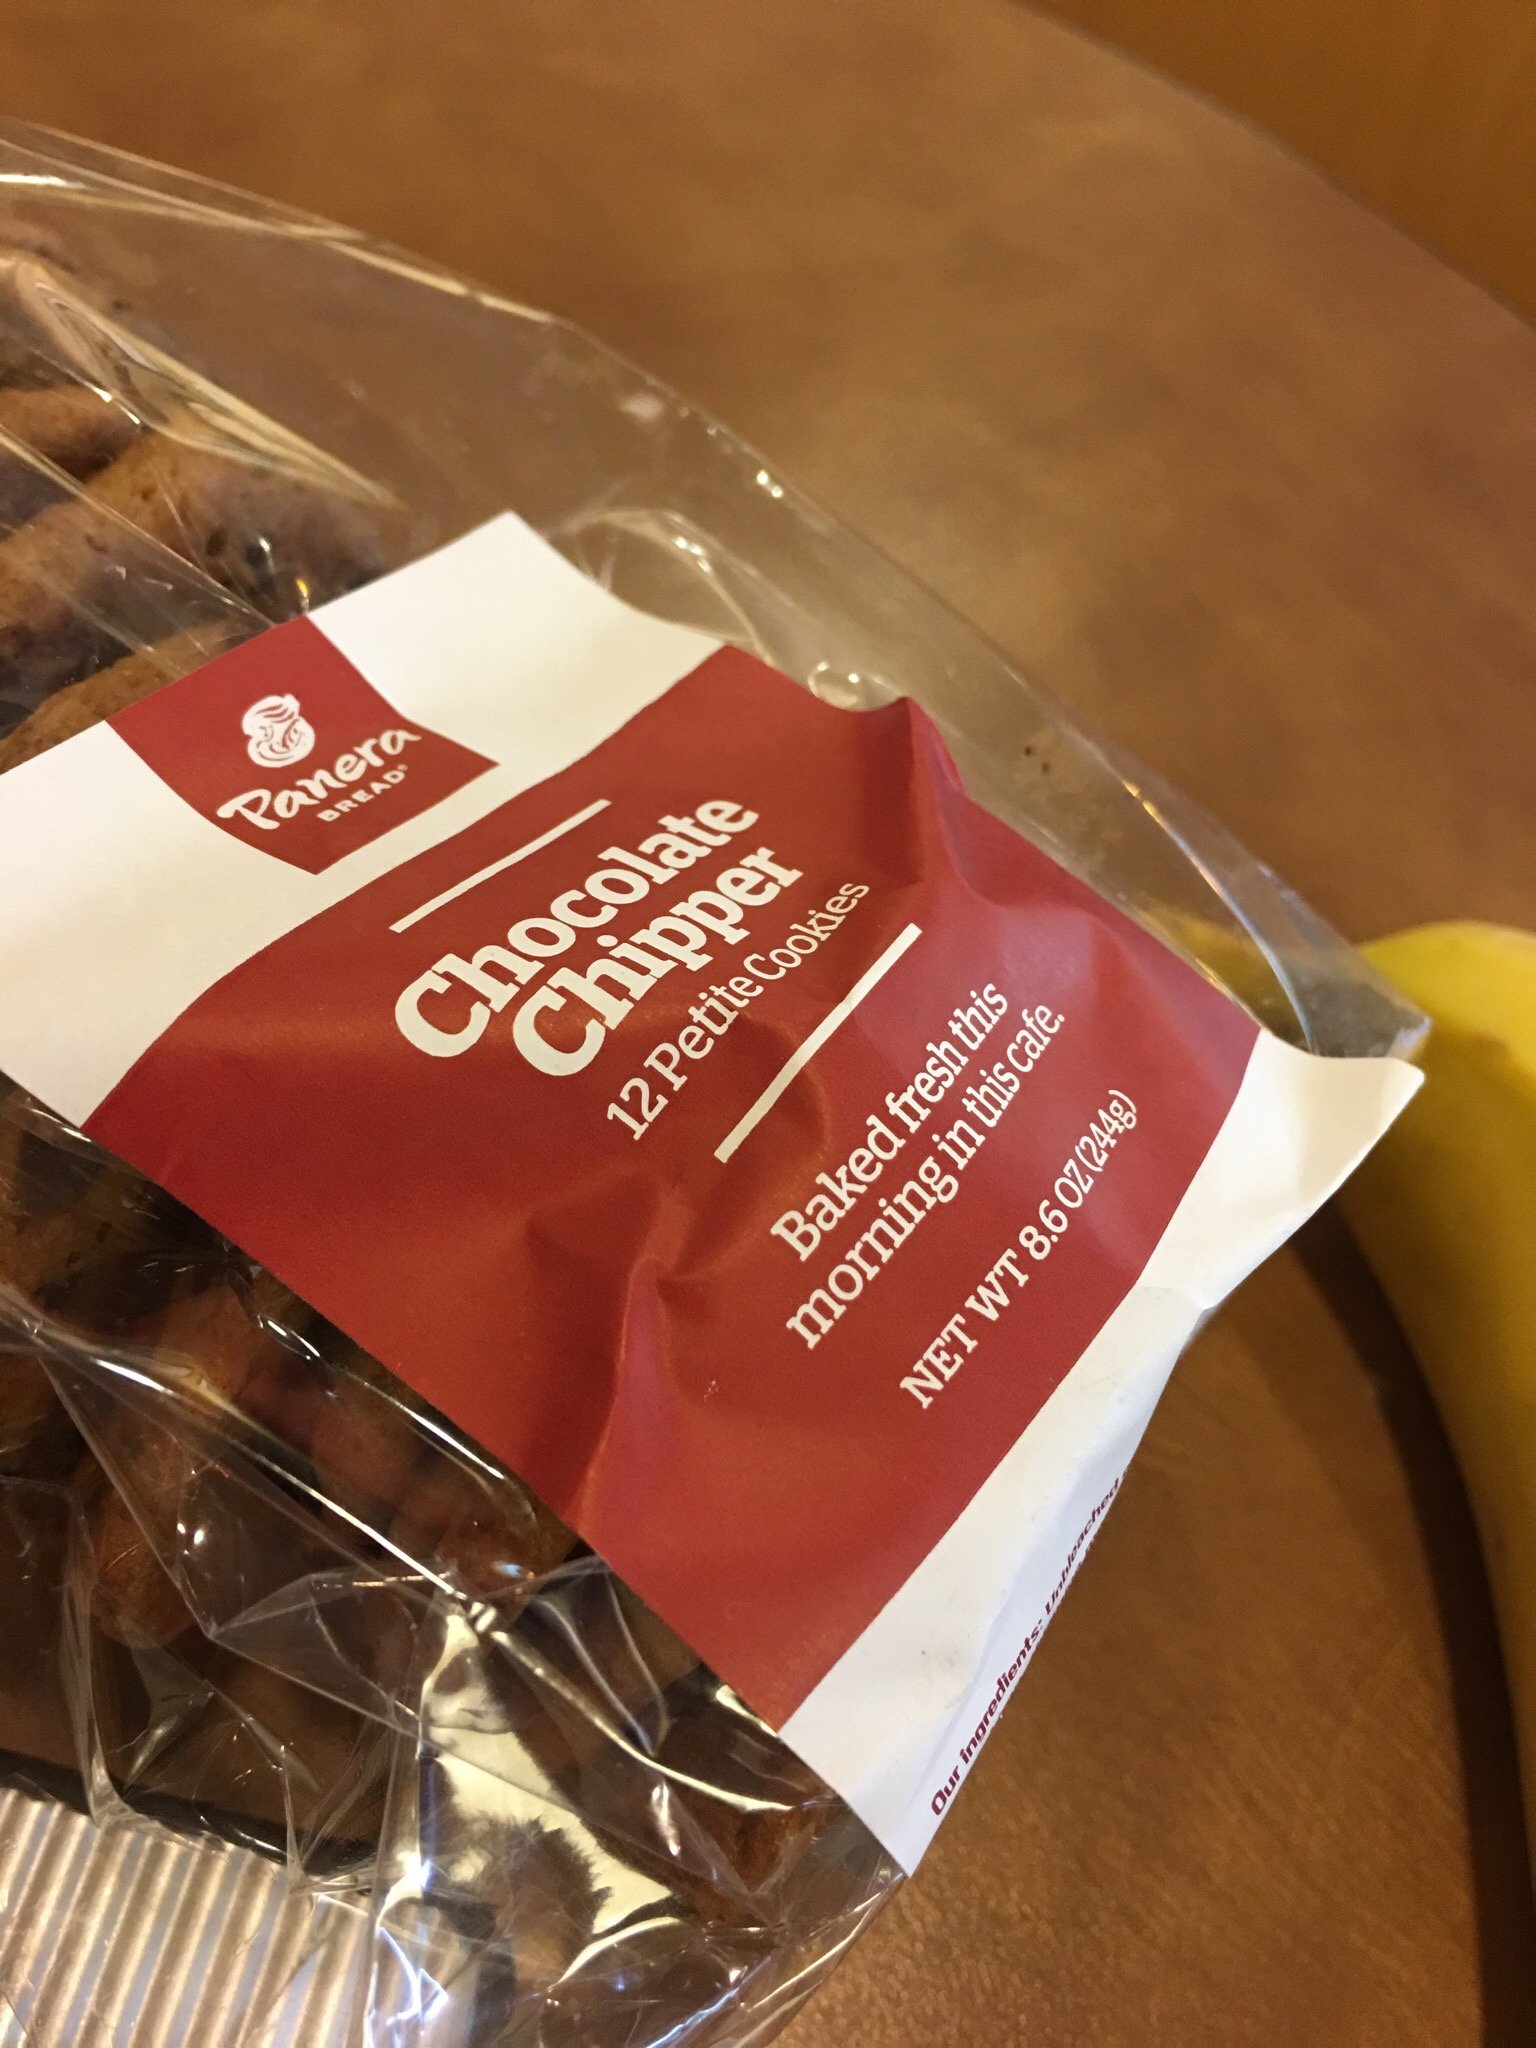 Panera
BREAD®
Chocolate
Chipper
12 Petite Cookies
Baked fresh this
morning in this cafe.
NET WT 8.6 OZ (244g)
Our ingredients: Unbleached